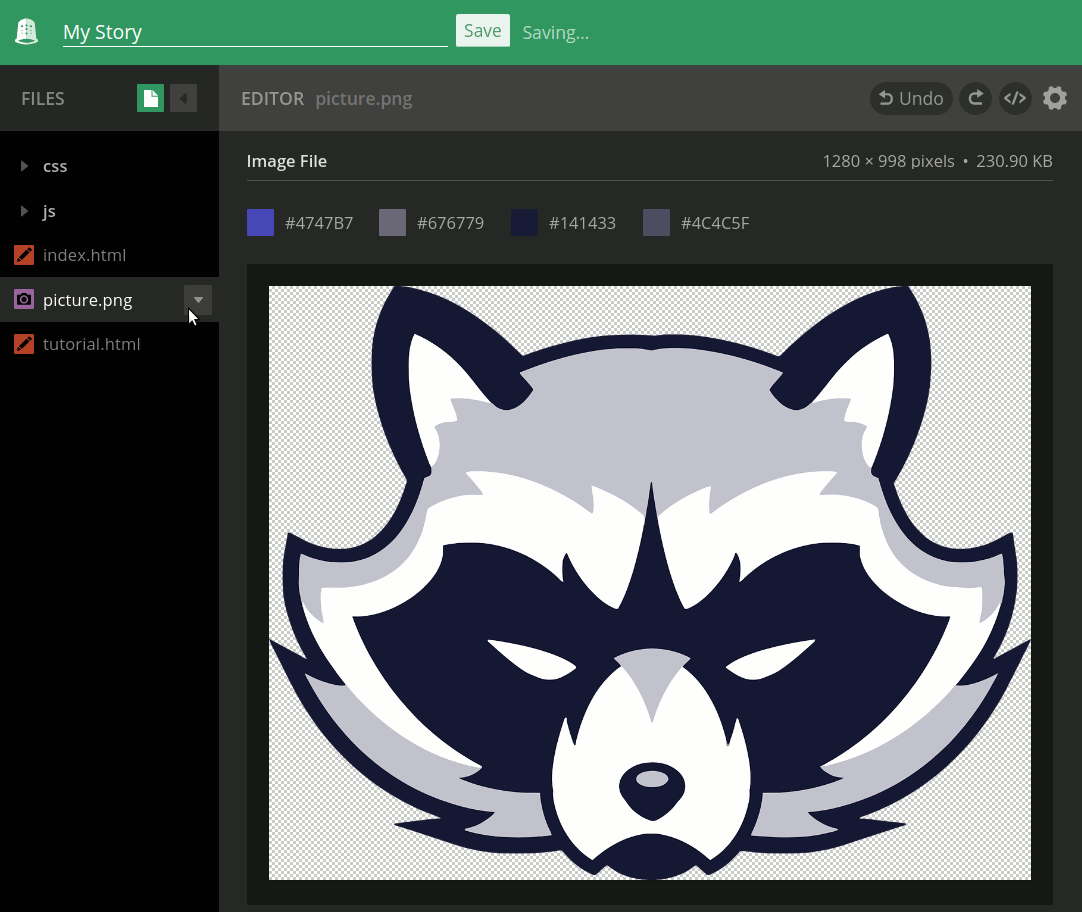 My Story Save Saving...
FILES EDITOR picture.png Undo </>
css
js
index.html
picture.png
tutorial.html
Image File 1280 × 998 pixels • 230.90 KB
#4747B7 #676779 #141433 #4C4C5F